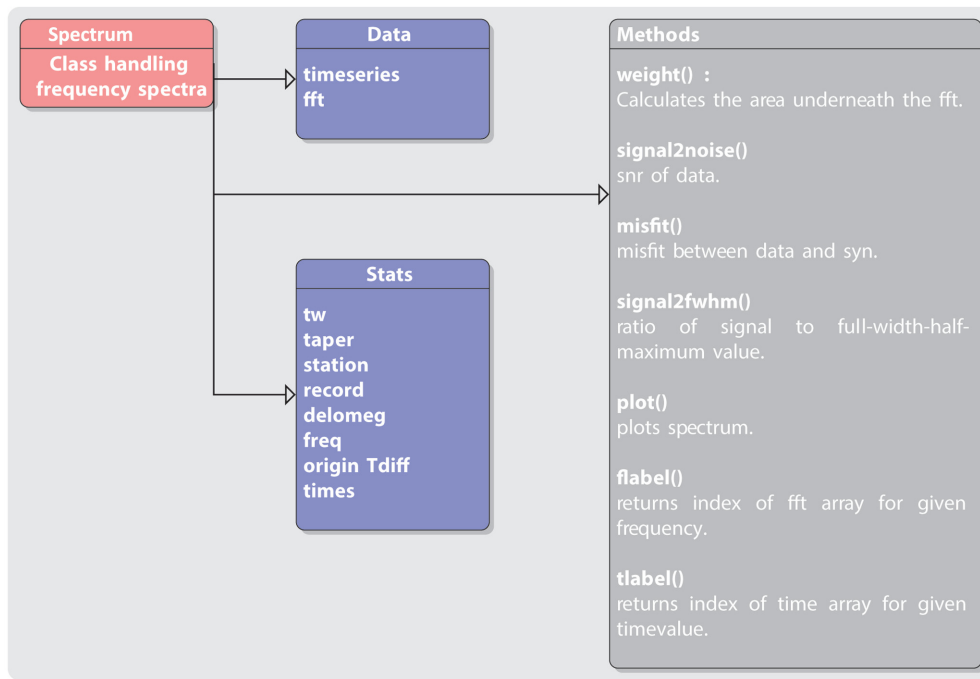 Spectrum
Class handling
frequency spectra
Data
timeseries
fft
Stats
tw
taper
station
record
delomeg
freq
origin Tdiff
times
Methods
weight() :
Calculates the area underneath the fft.
signal2noise()
snr of data.
misfit()
misfit between data and syn.
signal2fwhm()
ratio of signal to full-width-half-
maximum value.
plot()
plots spectrum.
flabel()
returns index of fft array for given
frequency.
tlabel()
returns index of time array for given
timevalue.